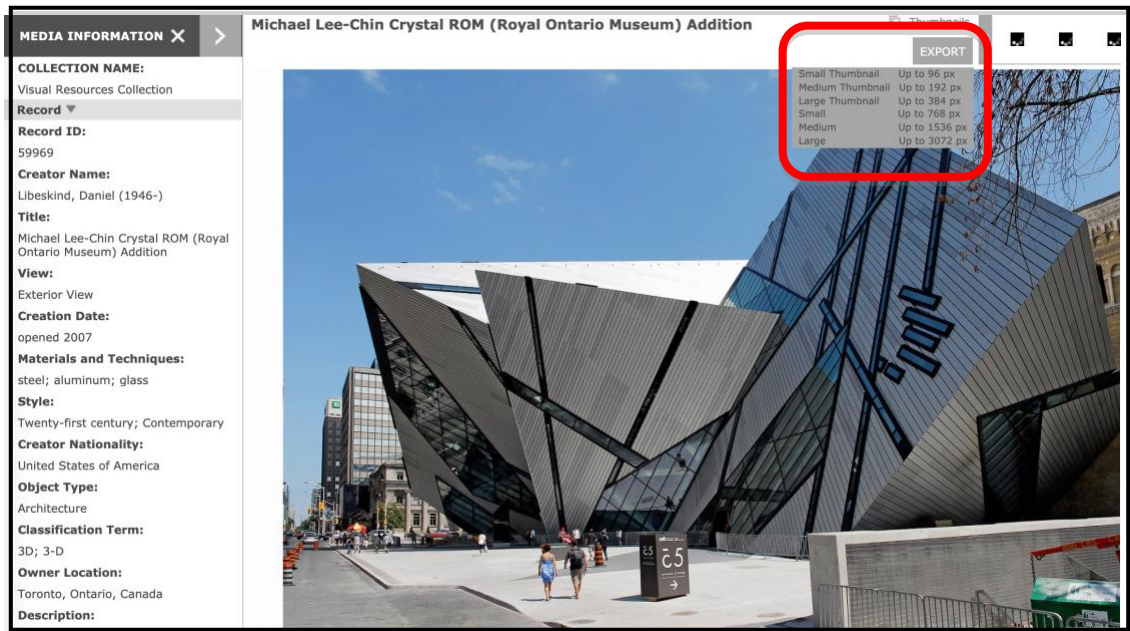 MEDIA INFORMATION
COLLECTION NAME:
Visual Resources Collection
Record
Record ID:
59969
Creator Name:
Libeskind, Daniel (1946-)
Title:
Michael Lee-Chin Crystal ROM (Royal
Ontario Museum) Addition
View:
Exterior View
Creation Date:
opened 2007
Materials and Techniques:
steel; aluminum; glass
Style:
Twenty-first century; Contemporary
Creator Nationality:
United States of America
Object Type:
Architecture
Classification Term:
3D; 3-D
Owner Location:
Toronto, Ontario, Canada
Description:
Michael Lee-Chin Crystal ROM (Royal Ontario Museum) Addition
Thumbnails
EXPORT
Small Thumbnail Up to 96 px
Medium Thumbnail Up to 192 px
Large Thumbnail Up to 384 px
Small Up to 768 px
Medium Up to 1536 px
Large Up to 3072 px
c5